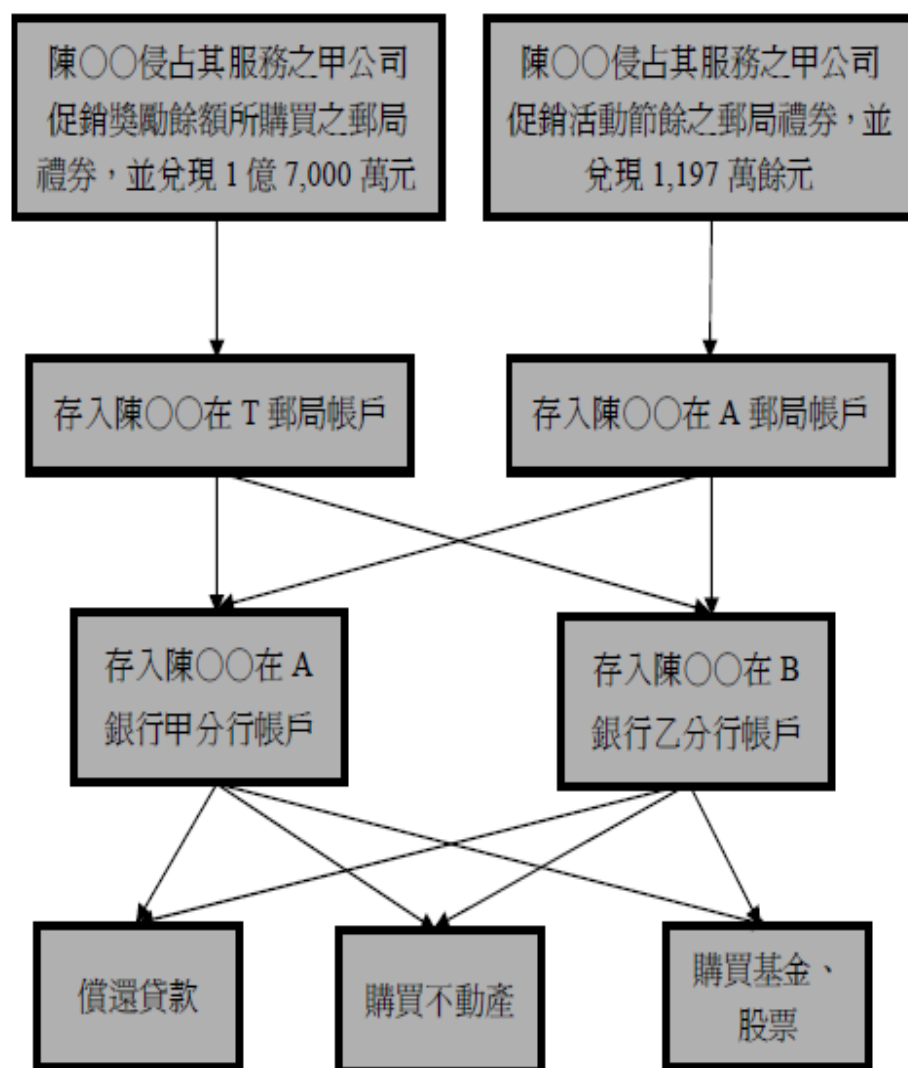 陳○○侵占其服務之甲公司
促銷獎勵餘額所購買之郵局
禮券，並兌現 1 億 7,000 萬元
陳○○侵占其服務之甲公司
促銷活動節餘之郵局禮券，並
兌現 1,197 萬餘元
存入陳○○在 T 郵局帳戶
存入陳○○在 A 郵局帳戶
存入陳○○在 A
銀行甲分行帳戶
存入陳○○在 B
銀行乙分行帳戶
償還貸款
購買不動產
購買基金、
股票